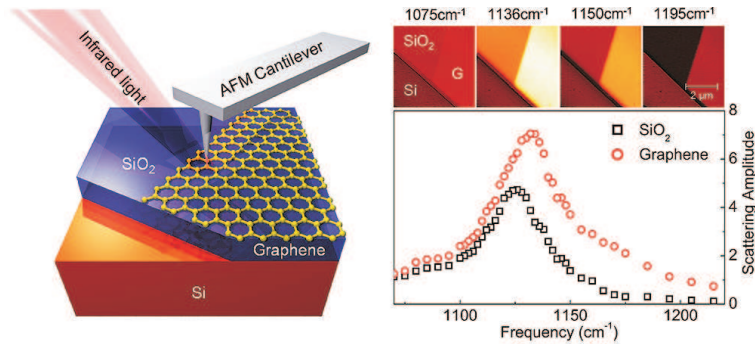 Infrared light
AFM Cantilever
SiO₂
Graphene
Si
1075cm⁻¹ 1136cm⁻¹ 1150cm⁻¹ 1195cm⁻¹
SiO₂
G
Si
2 μm
SiO₂
Graphene
8
6
4
2
0
Scattering Amplitude
1100 1150 1200
Frequency (cm⁻¹)